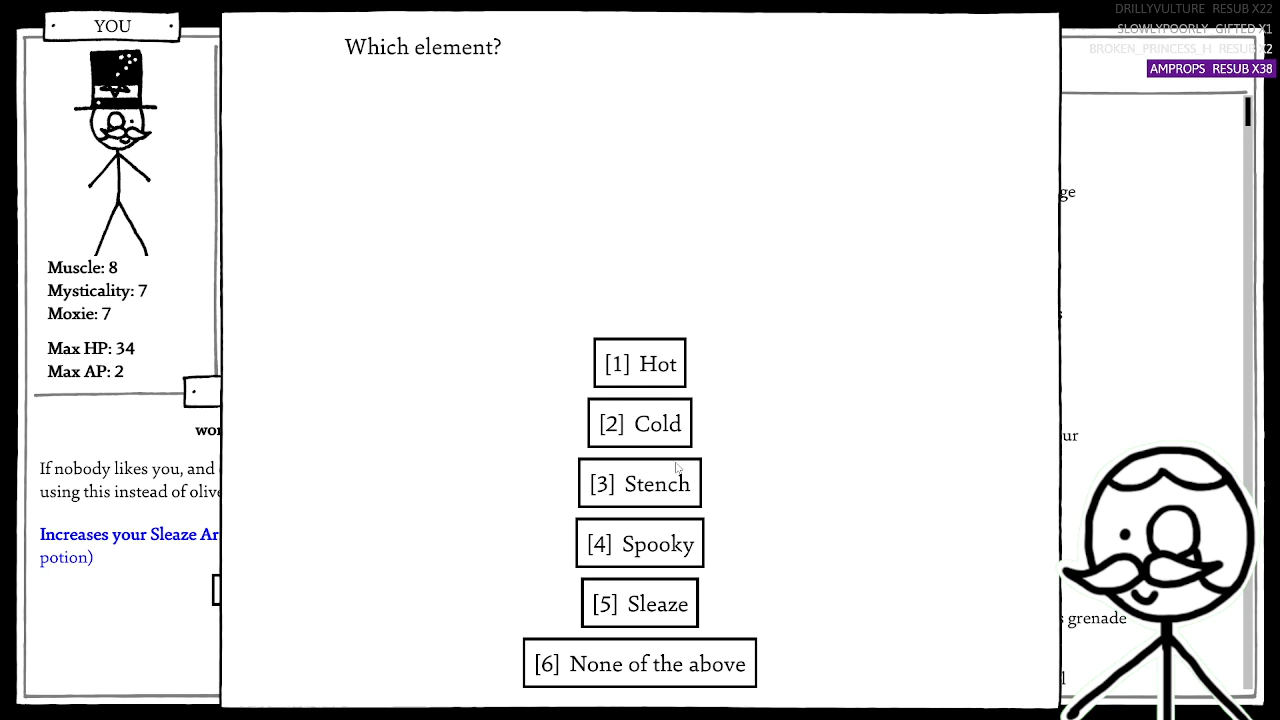 DRILLYVULTURE RESUB X22
SLOWLYPOORLY GIFTED X1
BROKEN_PRINCESS_H RESUB X2
AMPROPS RESUB X38
YOU
Which element?
Muscle: 8
Mysticality: 7
Moxie: 7
Max HP: 34
Max AP: 2
If nobody likes you, and
using this instead of olive
Increases your Sleaze Ar
potion)
[1] Hot
[2] Cold
[3] Stench
[4] Spooky
[5] Sleaze
[6] None of the above
ge
ur
s grenade